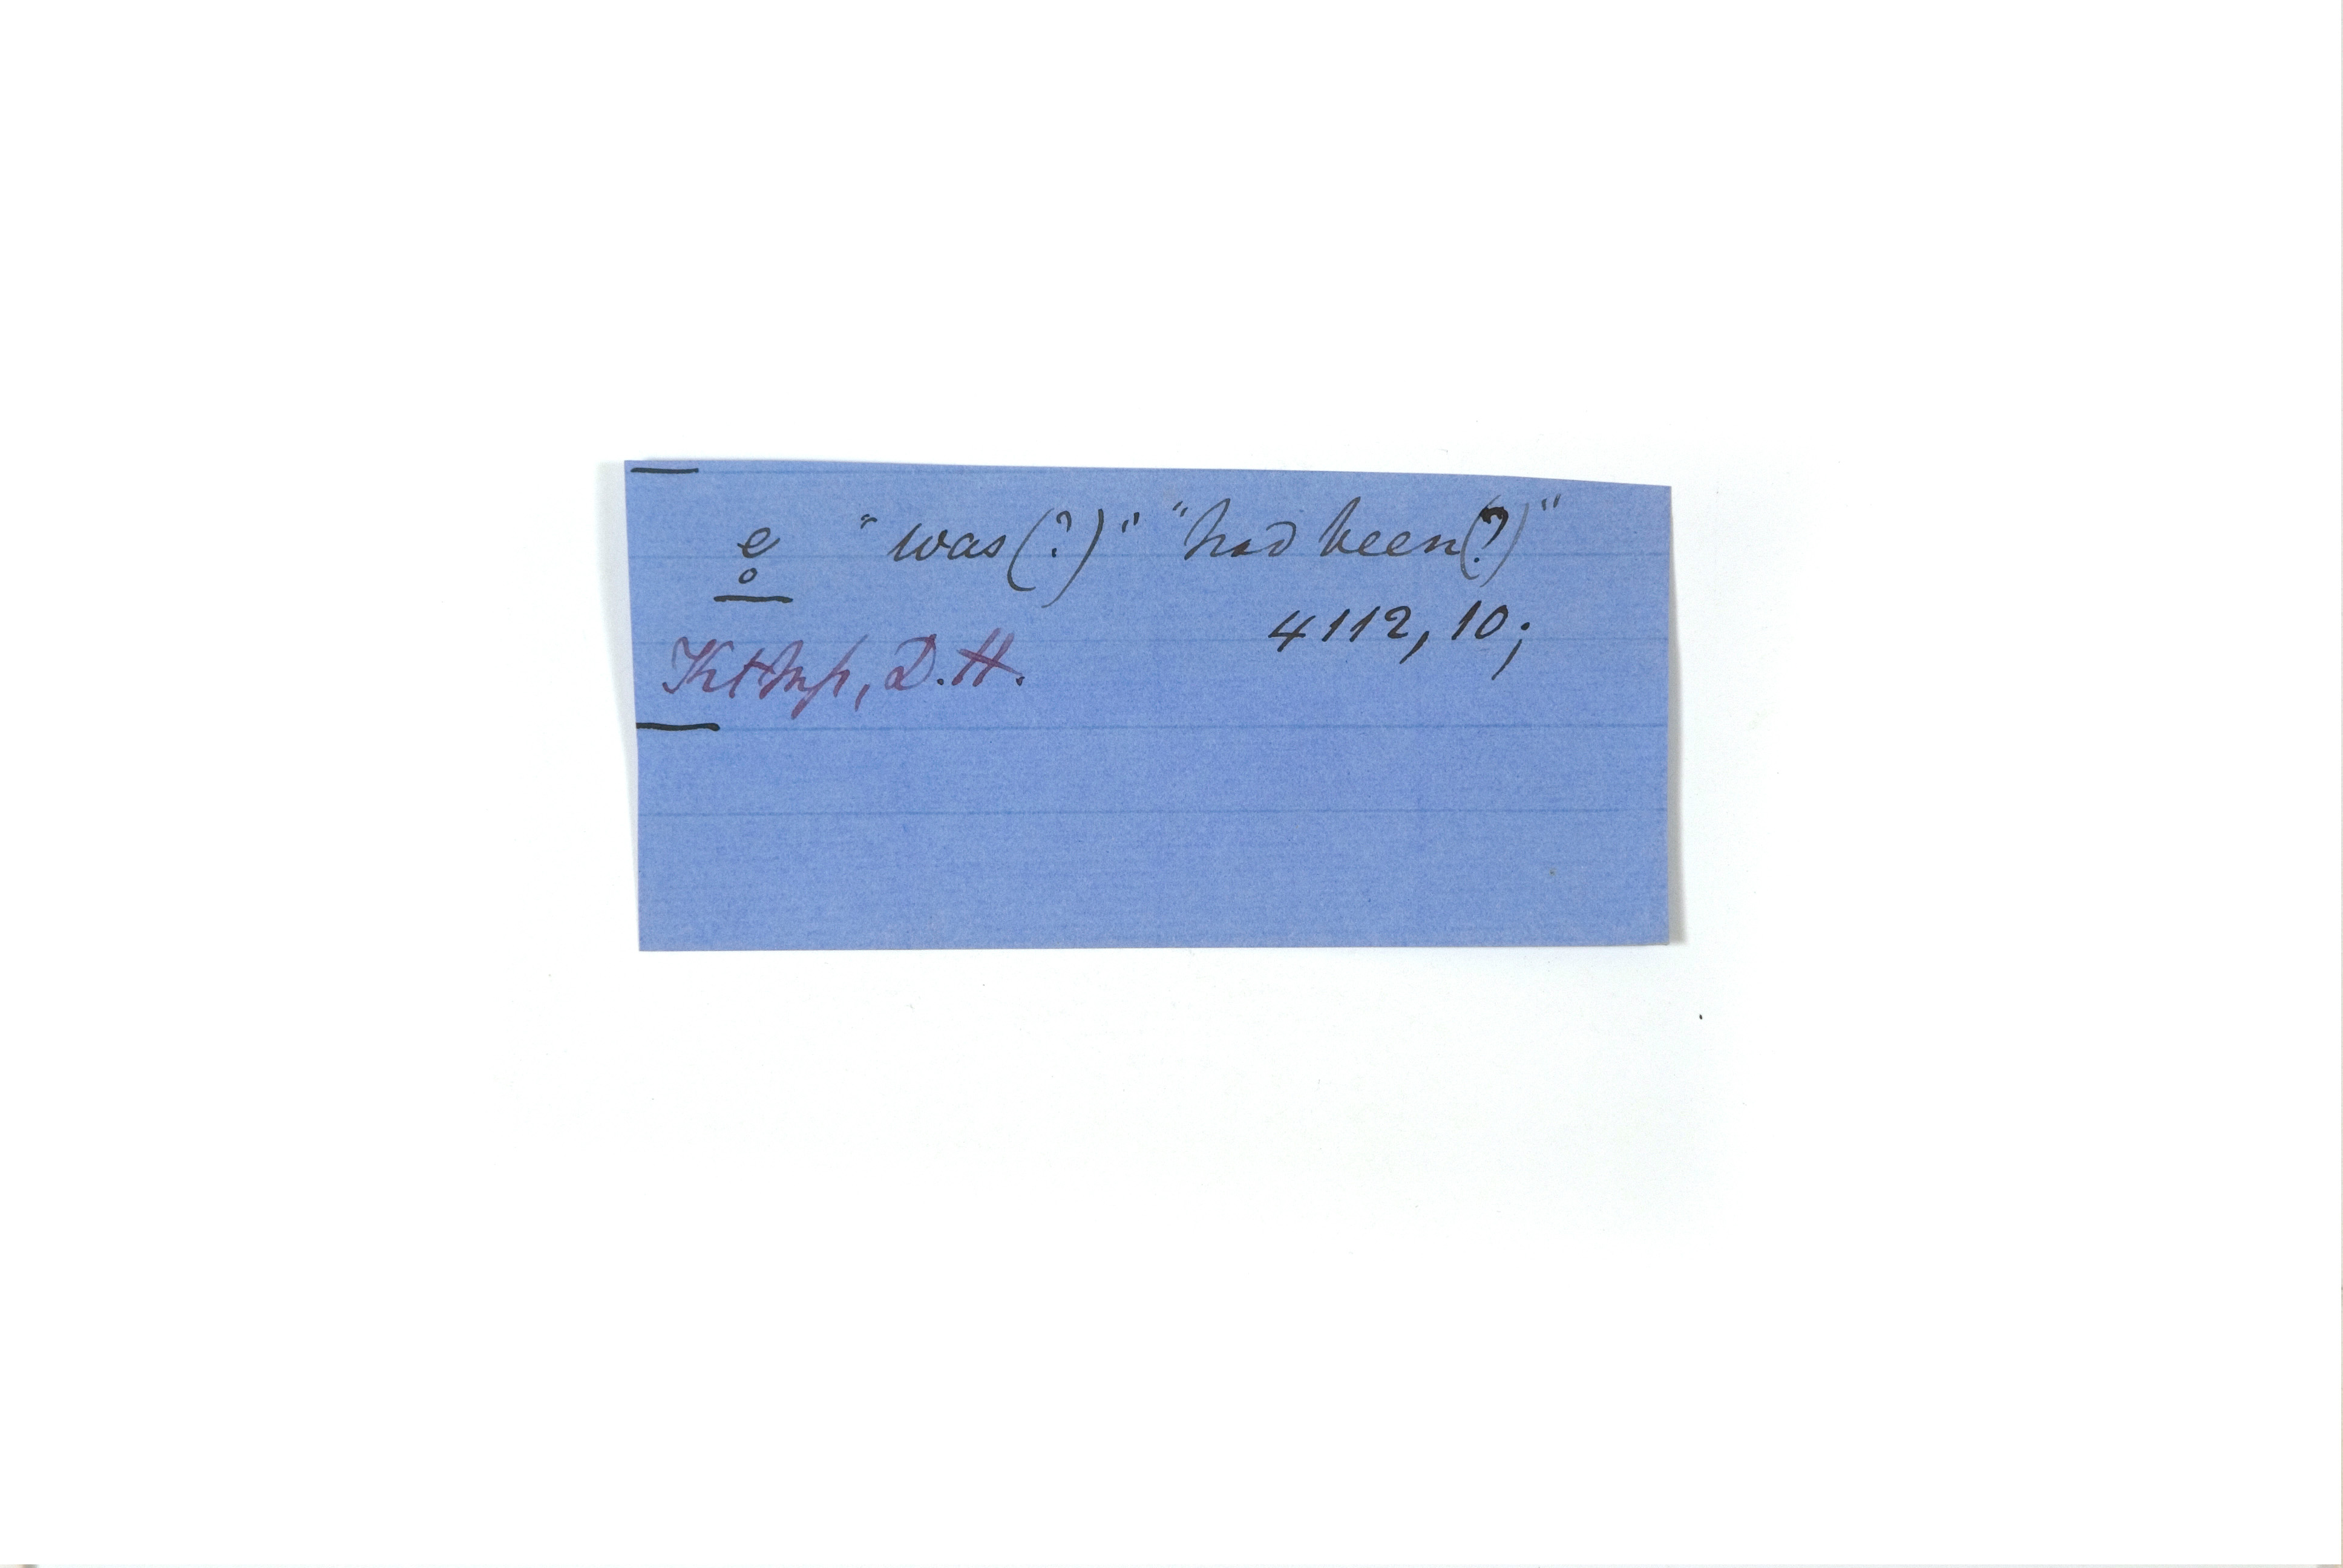 e̥ "was(?)" "had been(?)"
4112, 10;
D.H.